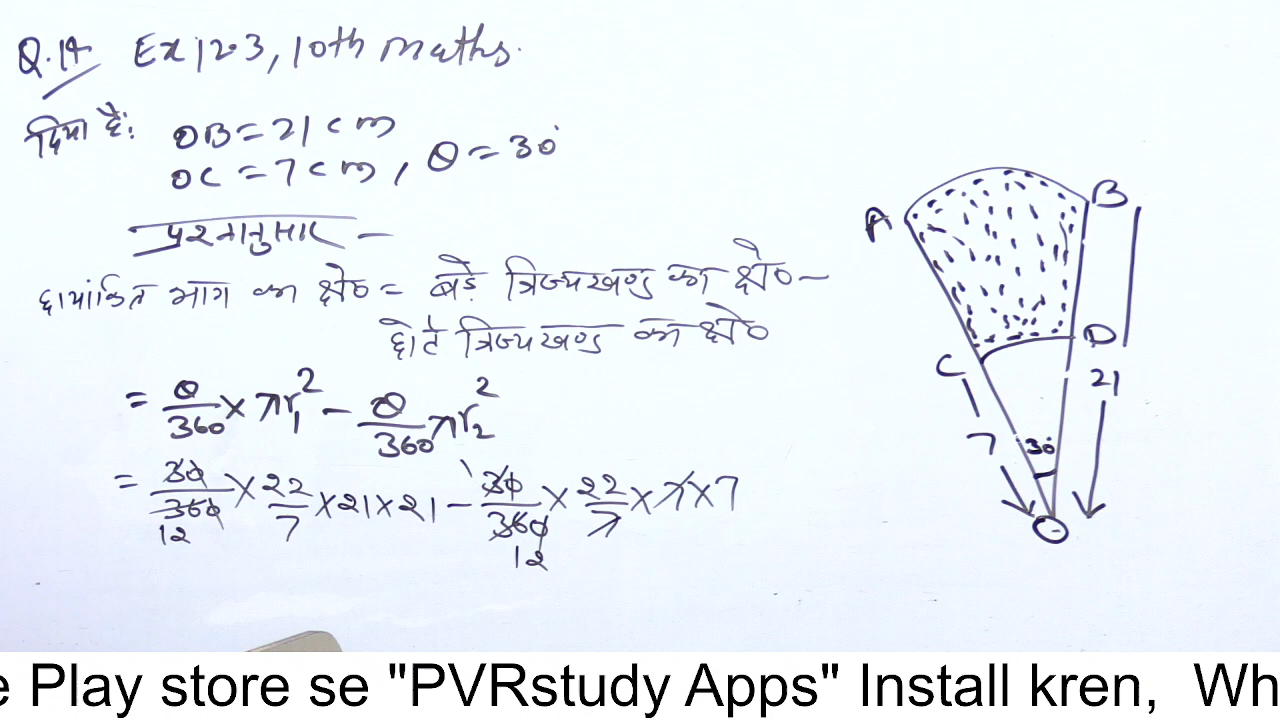 Q.14 Ex 12.3, 10th maths.
दिया है: OB = 21 cm
OC = 7 cm, θ = 30°
प्रश्नानुसार –
छायांकित भाग का क्षे० = बड़े त्रिज्यखण्ड का क्षे० –
छोटे त्रिज्यखण्ड का क्षे०
= θ/360 × πr₁² – θ/360 πr₂²
= 30/360 × 22/7 × 21 × 21 – 30/360 × 22/7 × 7 × 7
12
1
12
A
B
C
D
21
7
30°
O
e Play store se "PVRstudy Apps" Install kren, Wh